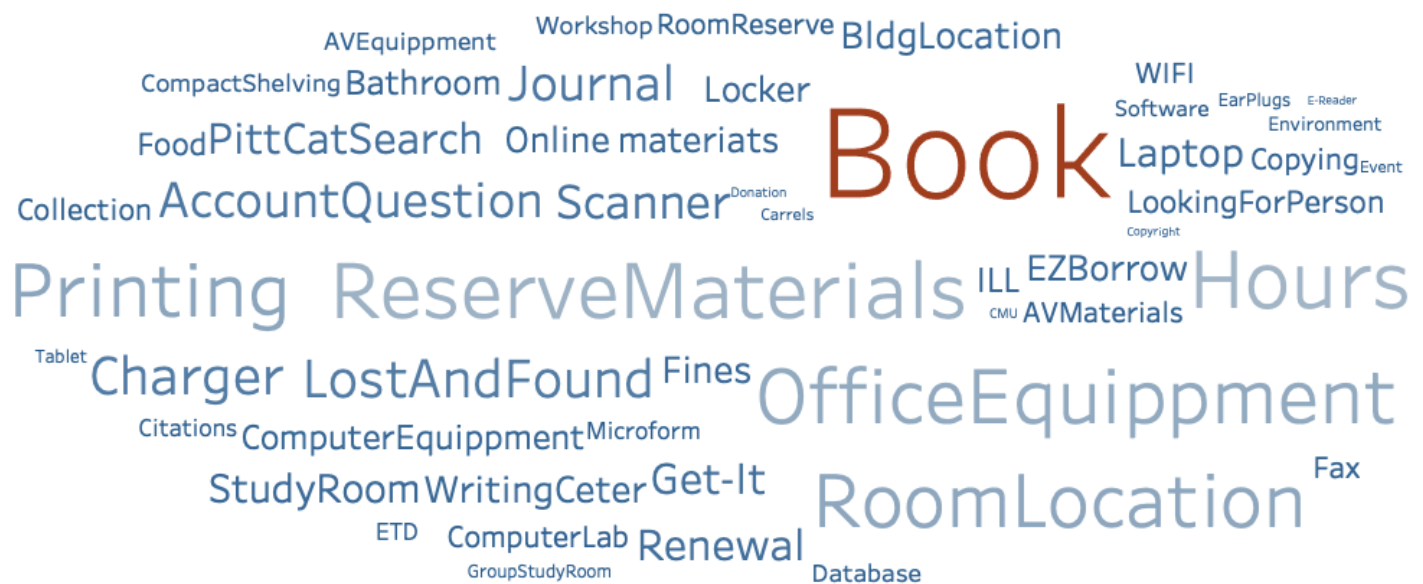 Workshop RoomReserve BldgLocation
AVEquippment
CompactShelving Bathroom Journal Locker WIFI
Software EarPlugs E-Reader
Environment
Food PittCatSearch Online materiats Book Laptop Copying Event
Collection AccountQuestion Scanner Donation LookingForPerson
Carrels
Copyright
Printing ReserveMaterials ILL EZBorrow Hours
CMU AVMaterials
Tablet Charger LostAndFound Fines OfficeEquippment
Citations ComputerEquippment Microform
StudyRoom WritingCeter Get-It RoomLocation Fax
ETD ComputerLab Renewal
GroupStudyRoom Database